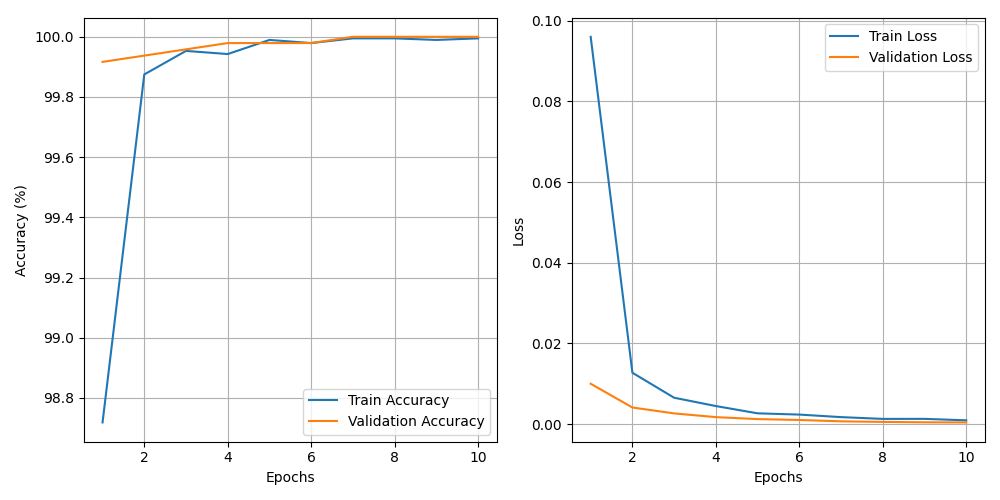 100.0
99.8
99.6
99.4
99.2
99.0
98.8
Accuracy (%)
2 4 6 8 10
Epochs
Train Accuracy
Validation Accuracy
0.10
0.08
0.06
0.04
0.02
0.00
Loss
2 4 6 8 10
Epochs
Train Loss
Validation Loss